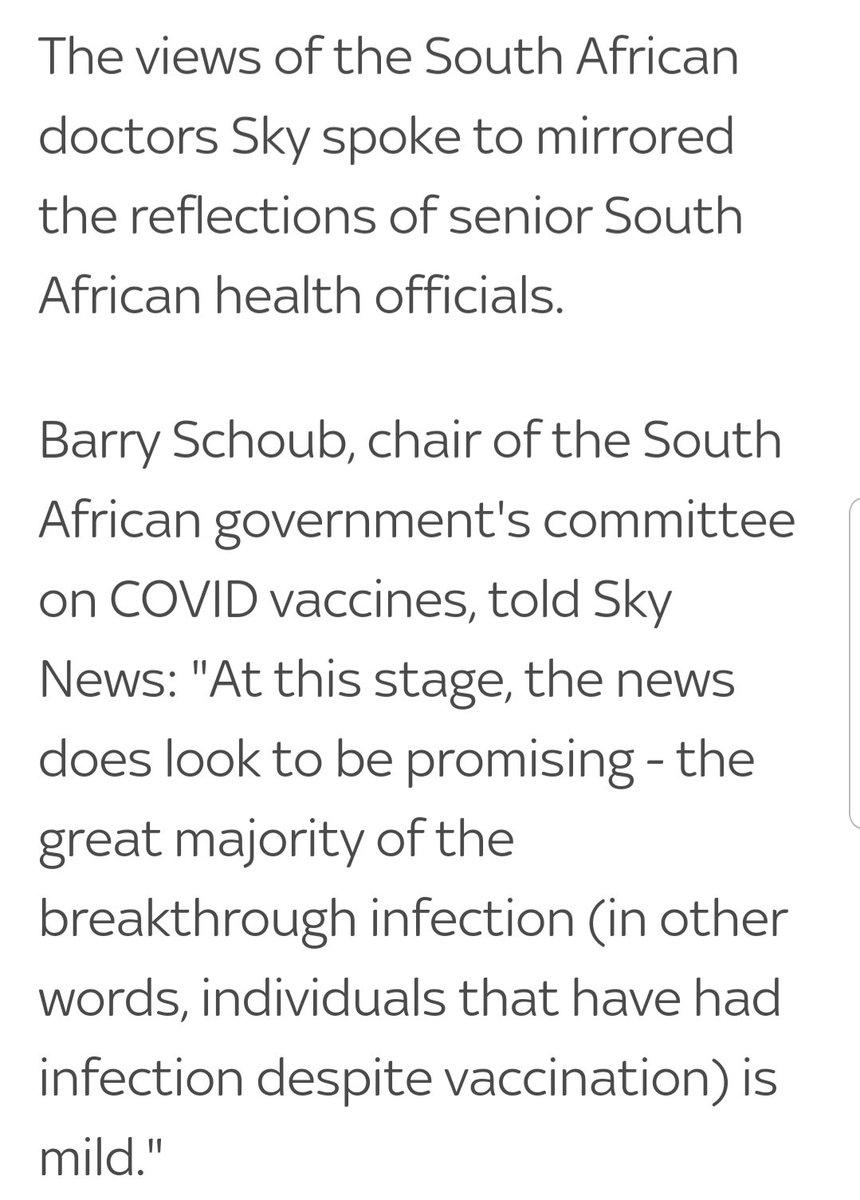 The views of the South African
doctors Sky spoke to mirrored
the reflections of senior South
African health officials.
Barry Schoub, chair of the South
African government's committee
on COVID vaccines, told Sky
News: "At this stage, the news
does look to be promising - the
great majority of the
breakthrough infection (in other
words, individuals that have had
infection despite vaccination) is
mild."